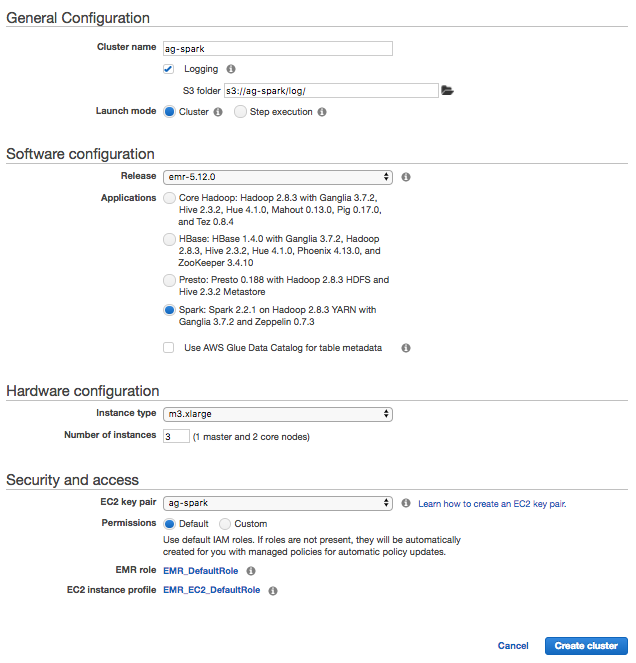 General Configuration
Cluster name ag-spark
Logging
S3 folder s3://ag-spark/log/
Launch mode Cluster Step execution
Software configuration
Release emr-5.12.0
Applications Core Hadoop: Hadoop 2.8.3 with Ganglia 3.7.2,
Hive 2.3.2, Hue 4.1.0, Mahout 0.13.0, Pig 0.17.0,
and Tez 0.8.4
HBase: HBase 1.4.0 with Ganglia 3.7.2, Hadoop
2.8.3, Hive 2.3.2, Hue 4.1.0, Phoenix 4.13.0, and
ZooKeeper 3.4.10
Presto: Presto 0.188 with Hadoop 2.8.3 HDFS and
Hive 2.3.2 Metastore
Spark: Spark 2.2.1 on Hadoop 2.8.3 YARN with
Ganglia 3.7.2 and Zeppelin 0.7.3
Use AWS Glue Data Catalog for table metadata
Hardware configuration
Instance type m3.xlarge
Number of instances 3 (1 master and 2 core nodes)
Security and access
EC2 key pair ag-spark Learn how to create an EC2 key pair.
Permissions Default Custom
Use default IAM roles. If roles are not present, they will be automatically
created for you with managed policies for automatic policy updates.
EMR role EMR_DefaultRole
EC2 instance profile EMR_EC2_DefaultRole
Cancel Create cluster